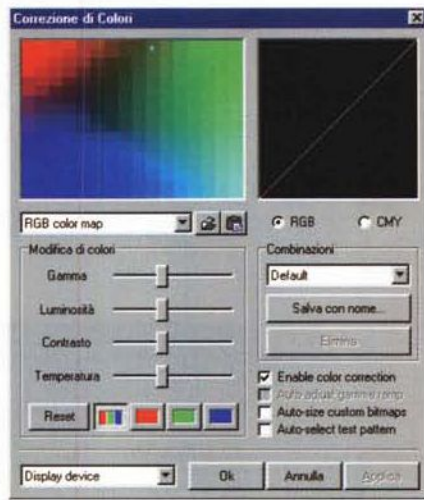 Correzione di Colori
RGB color map
RGB
CMY
Modifica di colori
Gamma
Luminosità
Contrasto
Temperatura
Reset
Combinazioni
Default
Salva con nome...
Elimina
Enable color correction
Auto-adjust gamma ramp
Auto-size custom bitmaps
Auto-select test pattern
Display device
Ok
Annulla
Applica